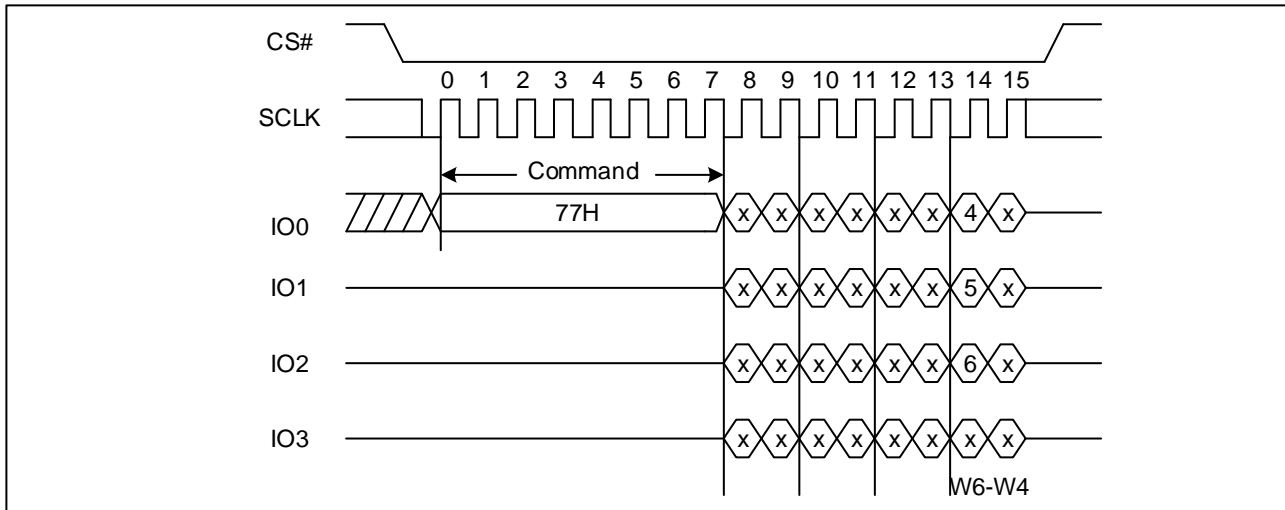 CS#
0 1 2 3 4 5 6 7 8 9 10 11 12 13 14 15
SCLK
Command
IO0 77H x x x x x x 4 x
IO1 x x x x x x 5 x
IO2 x x x x x x 6 x
IO3 x x x x x x x x
W6-W4